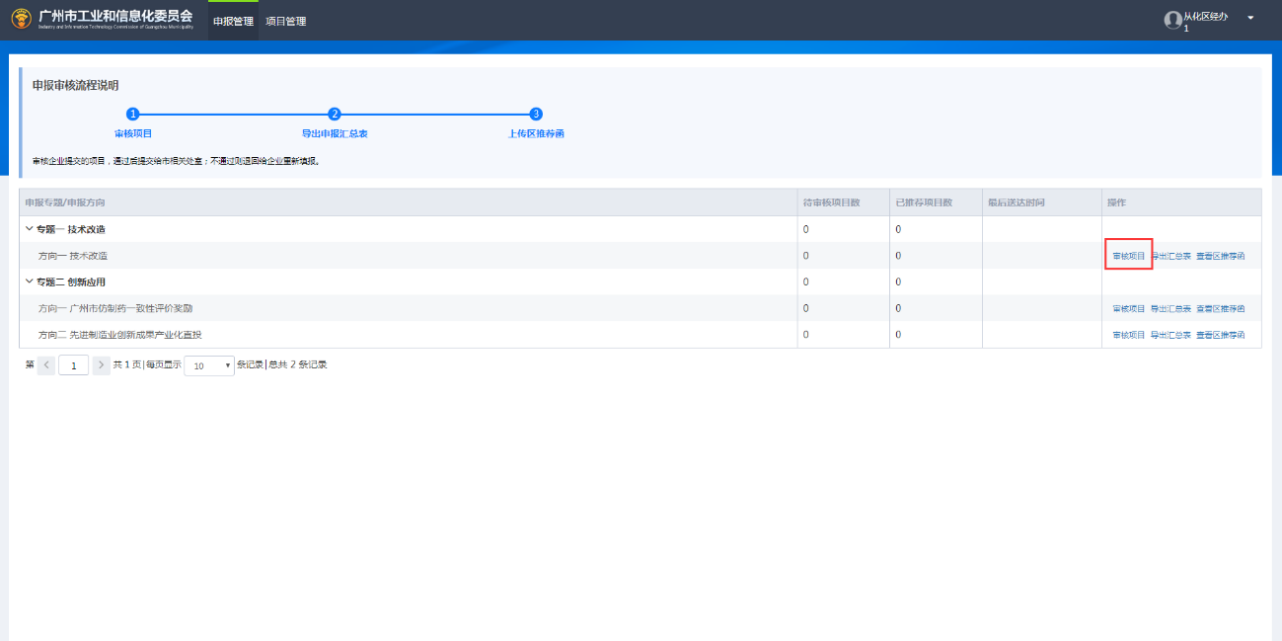 广州市工业和信息化委员会 申报管理 项目管理 从化区经办
Industry and Information Technology Commission of Guangzhou Municipality 1
申报审核流程说明
1 2 3
审核项目 导出申报汇总表 上传区推荐函
审核企业提交的项目，通过后提交给市相关处室；不通过则退回给企业重新填报。
申报专题/申报方向 待审核项目数 已推荐项目数 最后送达时间 操作
专题一 技术改造 0 0
方向一 技术改造 0 0 审核项目 导出汇总表 查看区推荐函
专题二 创新应用 0 0
方向一 广州市仿制药一致性评价奖励 0 0 审核项目 导出汇总表 查看区推荐函
方向二 先进制造业创新成果产业化直投 0 0 审核项目 导出汇总表 查看区推荐函
第 < 1 > 共 1 页|每页显示 10 条记录|总共 2 条记录